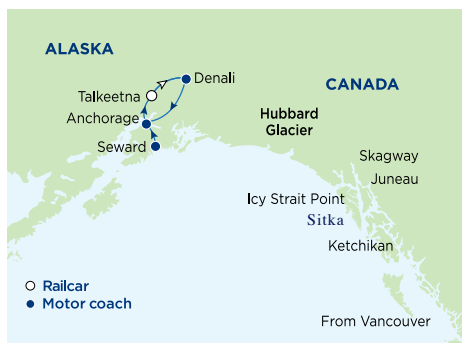 ALASKA
Denali
CANADA
Talkeetna
Anchorage
Hubbard
Glacier
Seward
Skagway
Juneau
Icy Strait Point
Sitka
Ketchikan
Railcar
Motor coach
From Vancouver